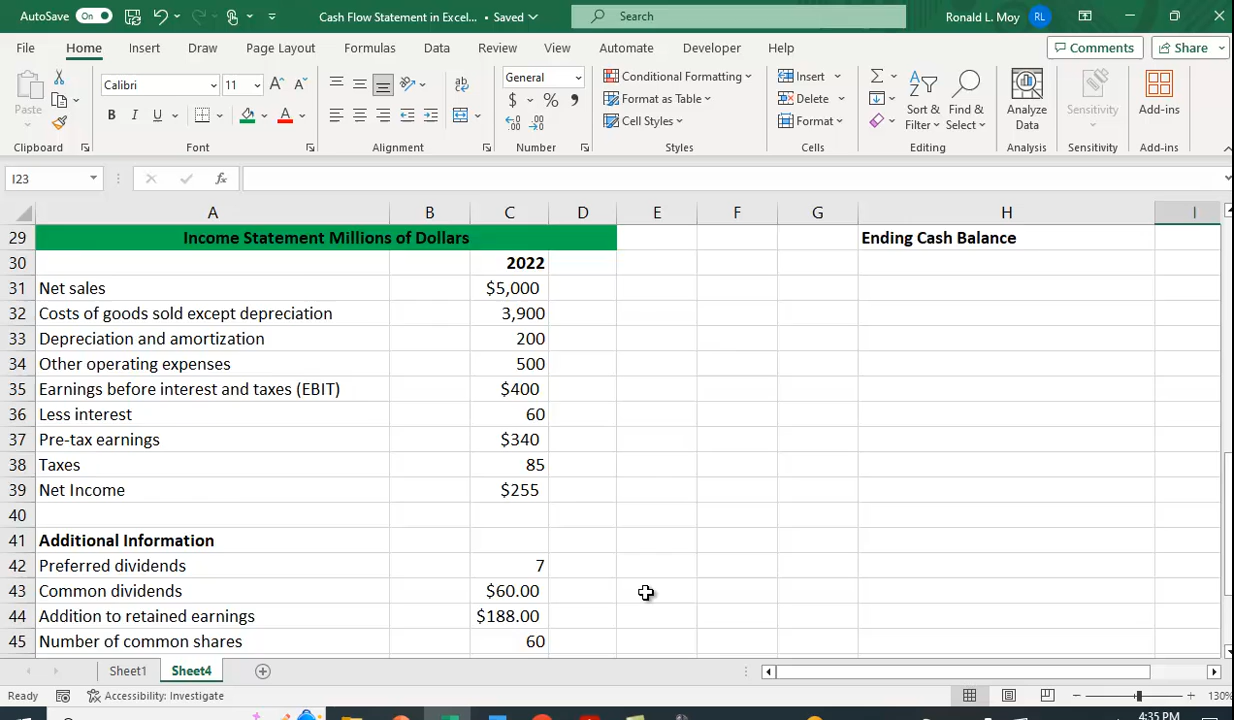 AutoSave On Cash Flow Statement in Excel... • Saved Search Ronald L. Moy RL
File Home Insert Draw Page Layout Formulas Data Review View Automate Developer Help Comments Share
Paste Calibri 11 A A ab General Conditional Formatting Insert Sort & Filter Find & Select Analyze Data Sensitivity Add-ins
B I U A $ % 9 Format as Table Delete
.00 Cell Styles Format
Clipboard Font Alignment Number Styles Cells Editing Analysis Sensitivity Add-ins
I23 fx
A B C D E F G H I
29 Income Statement Millions of Dollars Ending Cash Balance
30 2022
31 Net sales $5,000
32 Costs of goods sold except depreciation 3,900
33 Depreciation and amortization 200
34 Other operating expenses 500
35 Earnings before interest and taxes (EBIT) $400
36 Less interest 60
37 Pre-tax earnings $340
38 Taxes 85
39 Net Income $255
40
41 Additional Information
42 Preferred dividends 7
43 Common dividends $60.00
44 Addition to retained earnings $188.00
45 Number of common shares 60
Sheet1 Sheet4
Ready Accessibility: Investigate 130%
4:35 PM